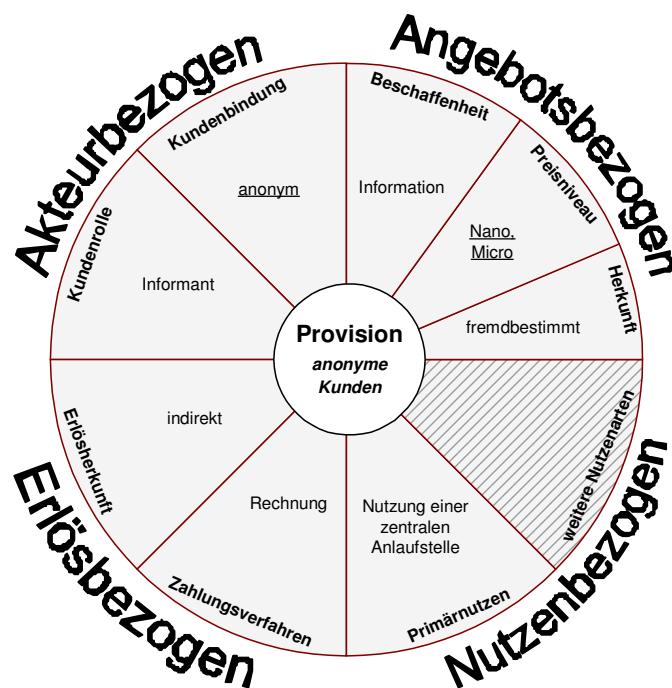 Akteurbezogen
Angebotsbezogen
Kundenbindung
anonym
Beschaffenheit
Information
Preisniveau
Nano,
Micro
Herkunft
fremdbestimmt
Kundenrolle
Informant
Provision
anonyme
Kunden
Erlösherkunft
indirekt
Zahlungsverfahren
Rechnung
Primärnutzen
Nutzung einer
zentralen
Anlaufstelle
weitere Nutzenarten
Erlösbezogen
Nutzenbezogen